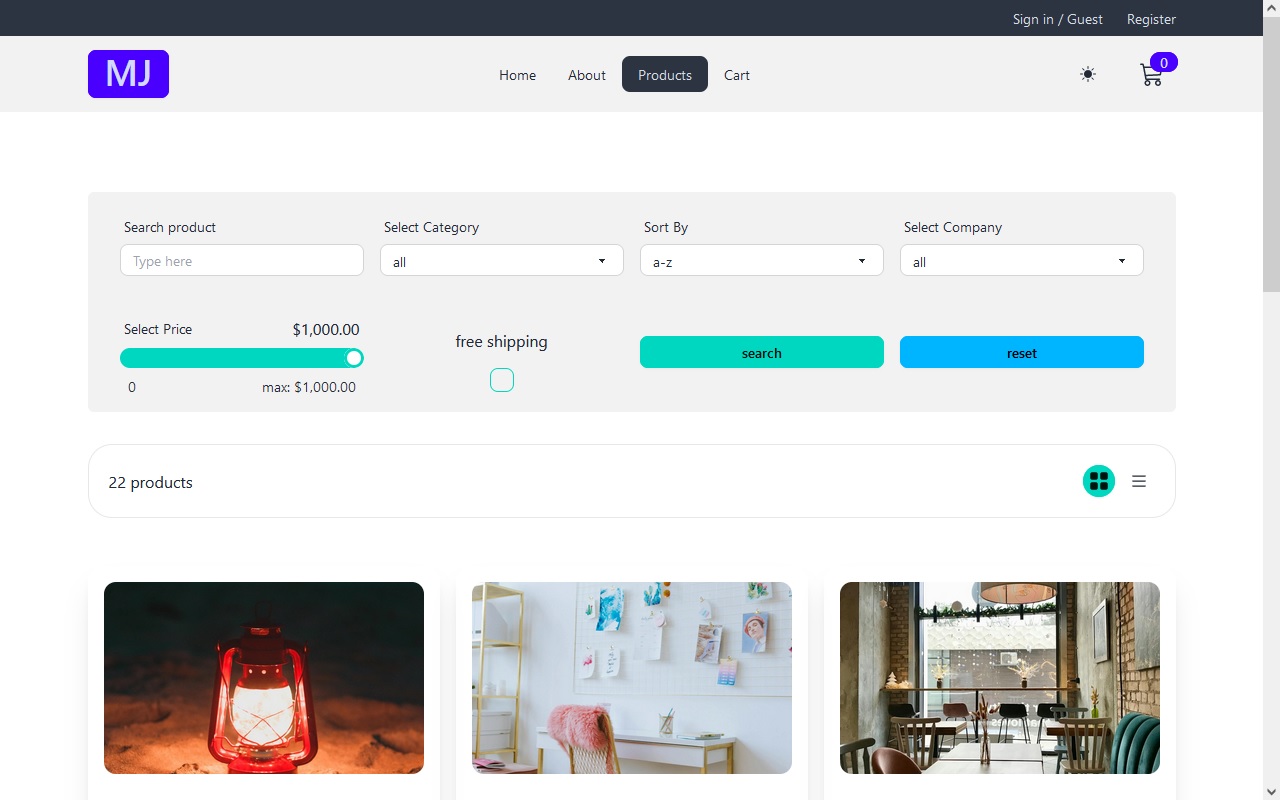 Sign in / Guest Register
MJ
Home About Products Cart
0
Search product Select Category Sort By Select Company
Type here all a-z all
Select Price $1,000.00
free shipping
search reset
0 max: $1,000.00
22 products